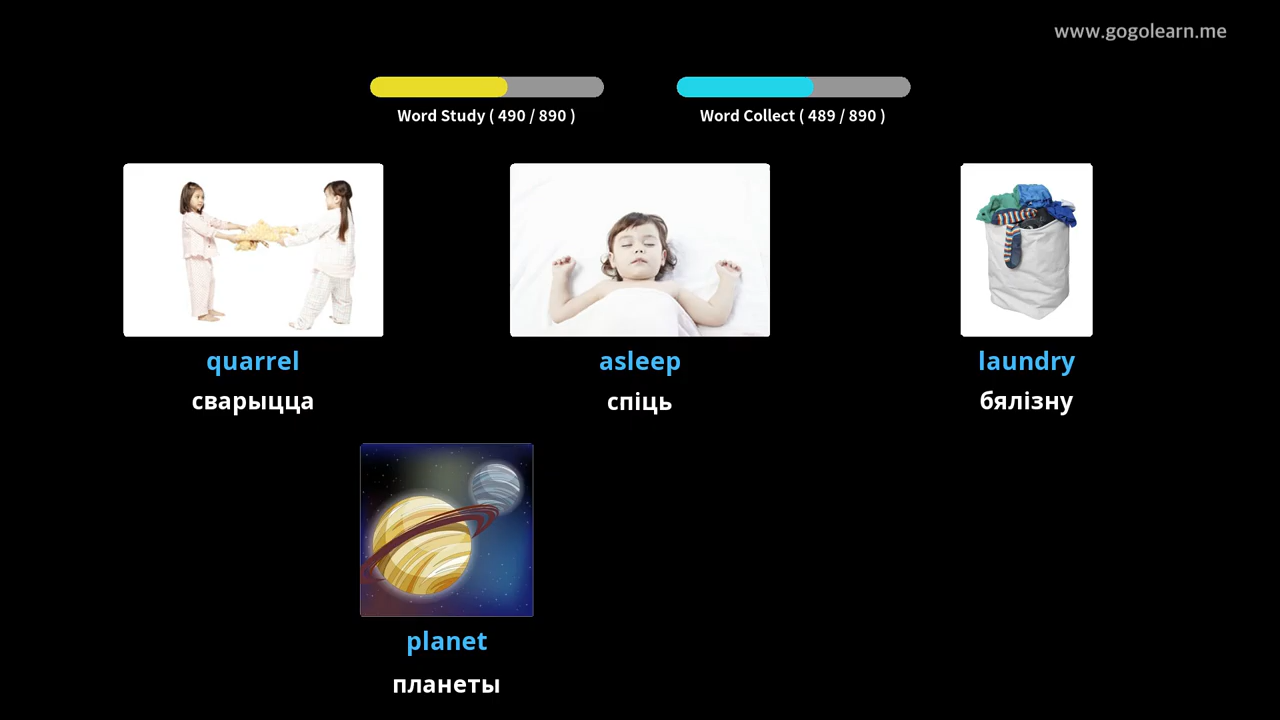 www.gogolearn.me
Word Study ( 490 / 890 )
Word Collect ( 489 / 890 )
quarrel
сварыцца
asleep
спіць
laundry
бялізну
planet
планеты